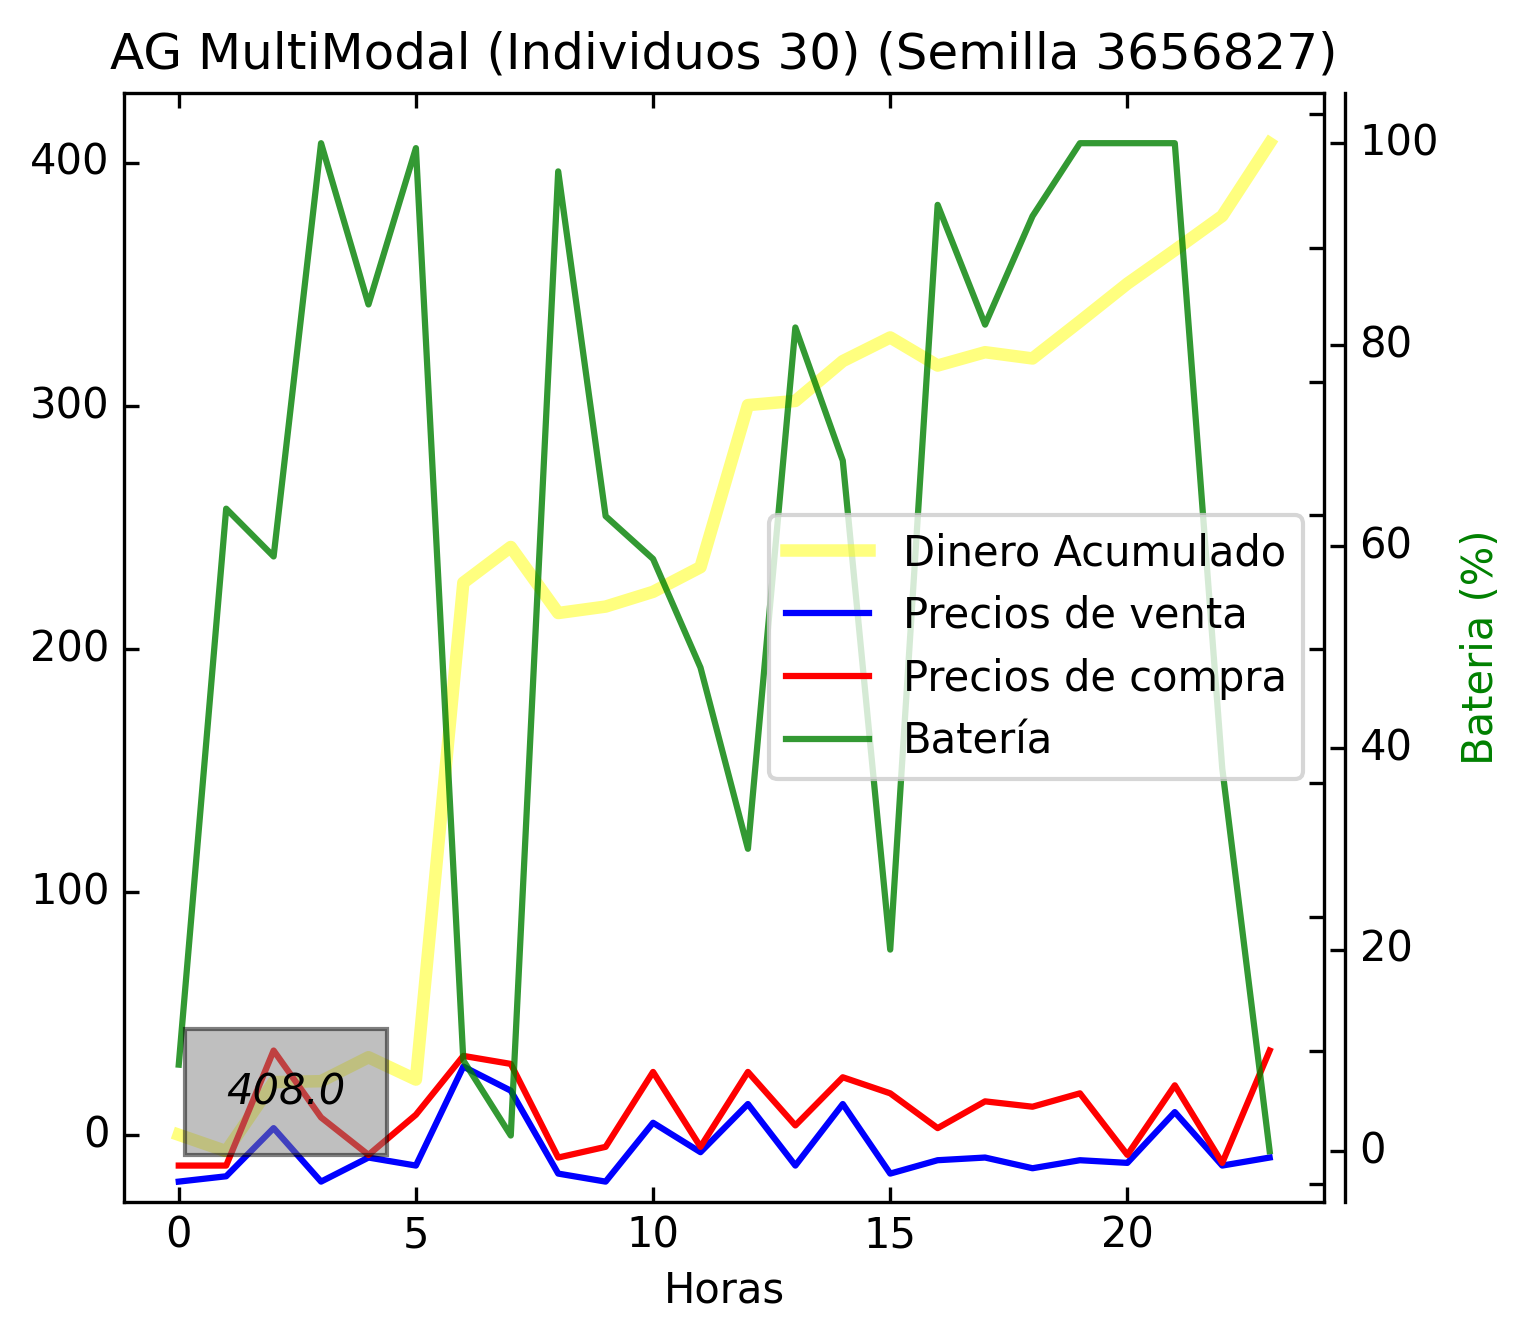 AG MultiModal (Individuos 30) (Semilla 3656827)
400
300
200
100
0
100
80
60
40
20
0
Bateria (%)
Dinero Acumulado
Precios de venta
Precios de compra
Batería
408.0
0 5 10 15 20
Horas